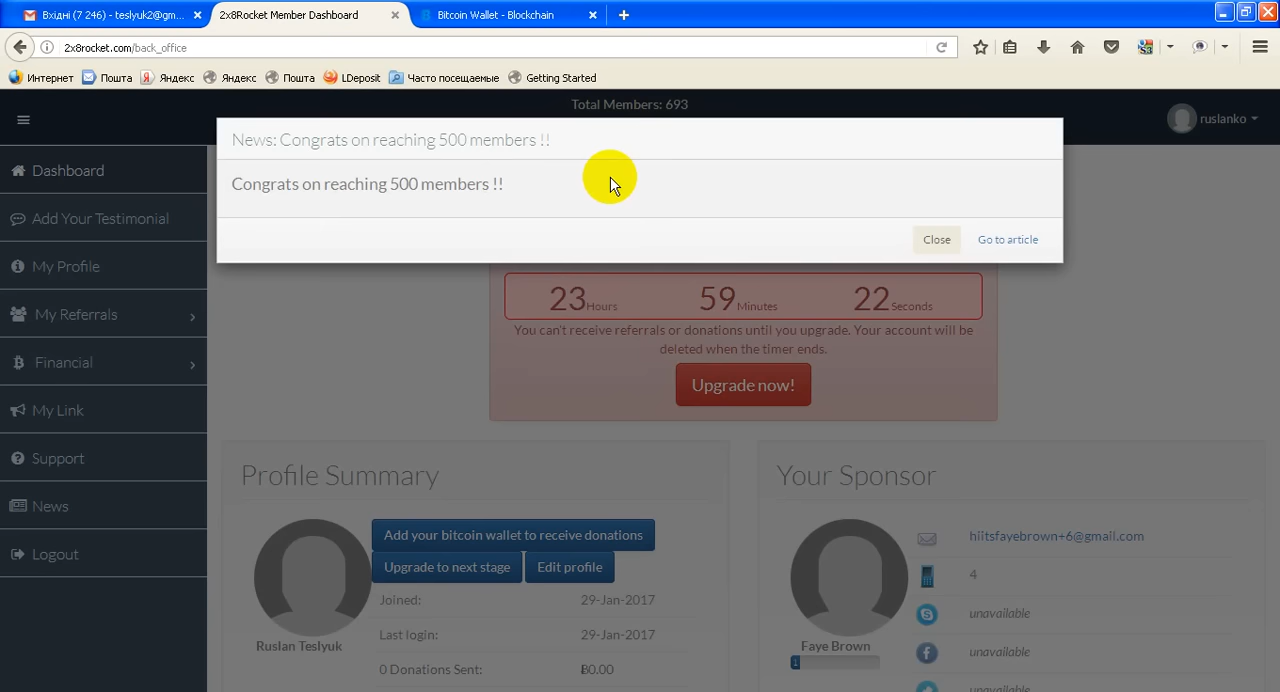 Вхідні (7 246) - teslyuk2@gm...
2x8Rocket Member Dashboard
Bitcoin Wallet - Blockchain
2x8rocket.com/back_office
Интернет
Пошта
Яндекс
Яндекс
Пошта
LDeposit
Часто посещаемые
Getting Started
Total Members: 693
ruslanko
News: Congrats on reaching 500 members !!
Congrats on reaching 500 members !!
Close
Go to article
Dashboard
Add Your Testimonial
My Profile
My Referrals
Financial
My Link
Support
News
Logout
23 Hours 59 Minutes 22 Seconds
You can't receive referrals or donations until you upgrade. Your account will be
deleted when the timer ends.
Upgrade now!
Profile Summary
Add your bitcoin wallet to receive donations
Upgrade to next stage
Edit profile
Joined: 29-Jan-2017
Last login: 29-Jan-2017
0 Donations Sent: Ƀ0.00
Ruslan Teslyuk
Your Sponsor
hiitsfayebrown+6@gmail.com
4
unavailable
unavailable
Faye Brown
1